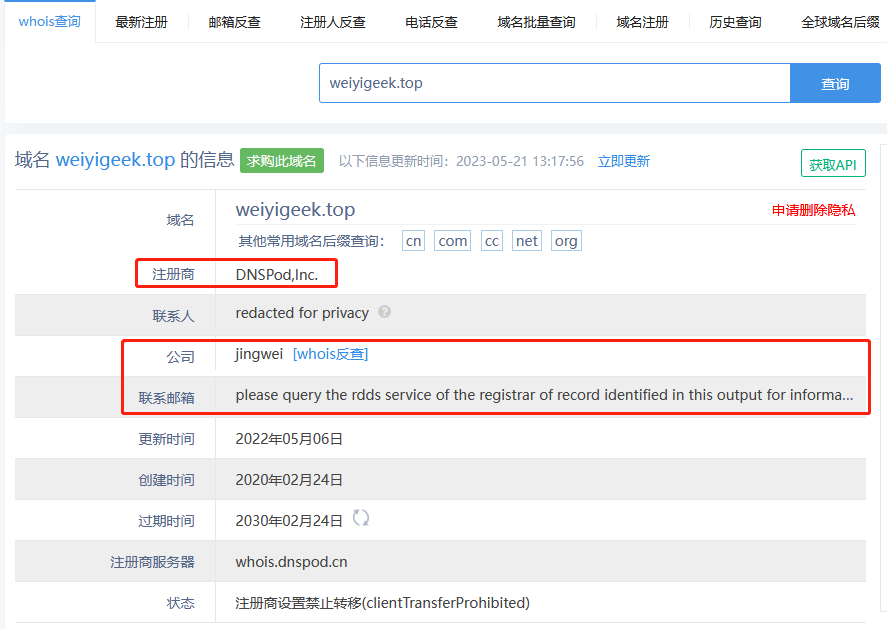 whois查询 最新注册 邮箱反查 注册人反查 电话反查 域名批量查询 域名注册 历史查询 全球域名后缀
weiyigeek.top 查询
域名 weiyigeek.top 的信息 求购此域名 以下信息更新时间：2023-05-21 13:17:56 立即更新 获取API
域名 weiyigeek.top 申请删除隐私
其他常用域名后缀查询： cn com cc net org
注册商 DNSPod,Inc.
联系人 redacted for privacy ?
公司 jingwei [whois反查]
联系邮箱 please query the rdds service of the registrar of record identified in this output for informa...
更新时间 2022年05月06日
创建时间 2020年02月24日
过期时间 2030年02月24日
注册商服务器 whois.dnspod.cn
状态 注册商设置禁止转移(clientTransferProhibited)